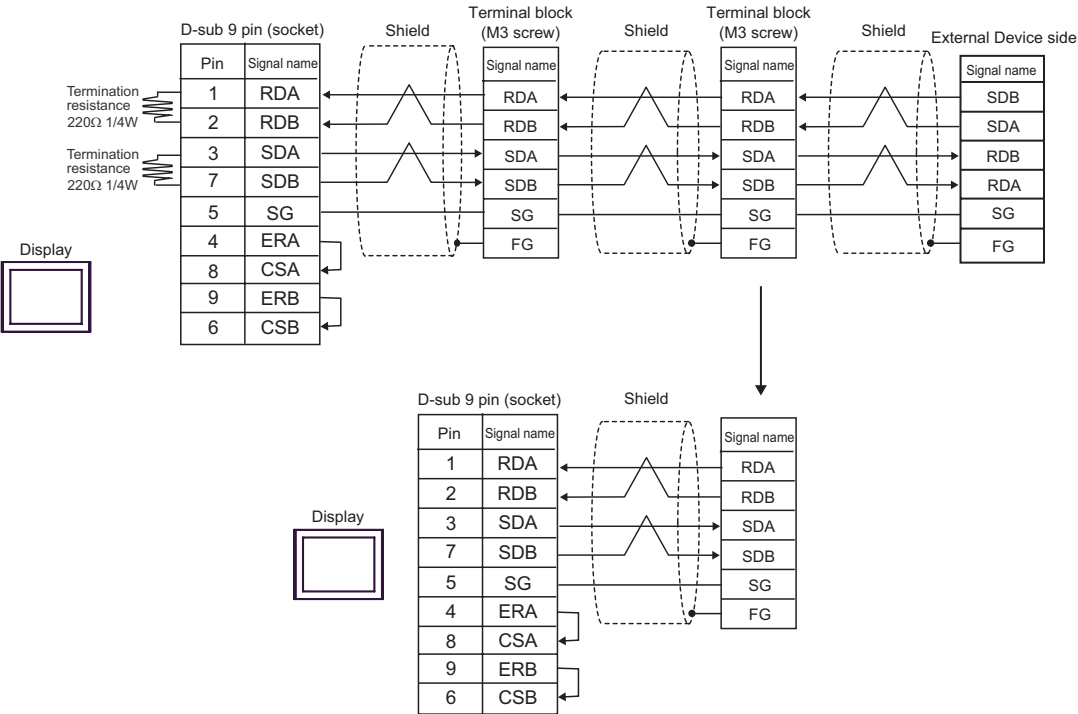 Terminal block
(M3 screw)
Terminal block
(M3 screw)
D-sub 9 pin (socket)
Shield
Shield
Shield
External Device side
Pin Signal name
Signal name
Signal name
Signal name
Termination
resistance
220Ω 1/4W
1 RDA RDA RDA SDB
2 RDB RDB RDB SDA
Termination
resistance
220Ω 1/4W
3 SDA SDA SDA RDB
7 SDB SDB SDB RDA
5 SG SG SG SG
4 ERA FG FG FG
8 CSA
9 ERB
6 CSB
Display
D-sub 9 pin (socket)
Shield
Pin Signal name
Signal name
1 RDA RDA
2 RDB RDB
3 SDA SDA
7 SDB SDB
5 SG SG
4 ERA FG
8 CSA
9 ERB
6 CSB
Display